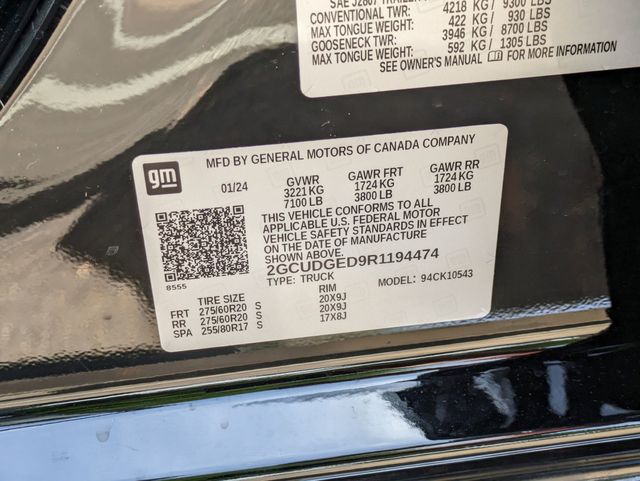 SAE J2807
CONVENTIONAL TWR: 4218 KG / 9300 LBS
MAX TONGUE WEIGHT: 422 KG / 930 LBS
GOOSENECK TWR: 3946 KG / 8700 LBS
MAX TONGUE WEIGHT: 592 KG / 1305 LBS
SEE OWNER'S MANUAL FOR MORE INFORMATION
gm
MFD BY GENERAL MOTORS OF CANADA COMPANY
01/24 GVWR GAWR FRT GAWR RR
3221 KG 1724 KG 1724 KG
7100 LB 3800 LB 3800 LB
THIS VEHICLE CONFORMS TO ALL
APPLICABLE U.S. FEDERAL MOTOR
VEHICLE SAFETY STANDARDS IN EFFECT
ON THE DATE OF MANUFACTURE
SHOWN ABOVE.
2GCUDGED9R1194474
8555 TYPE: TRUCK MODEL: 94CK10543
TIRE SIZE RIM
FRT 275/60R20 S 20X9J
RR 275/60R20 S 20X9J
SPA 255/80R17 S 17X8J